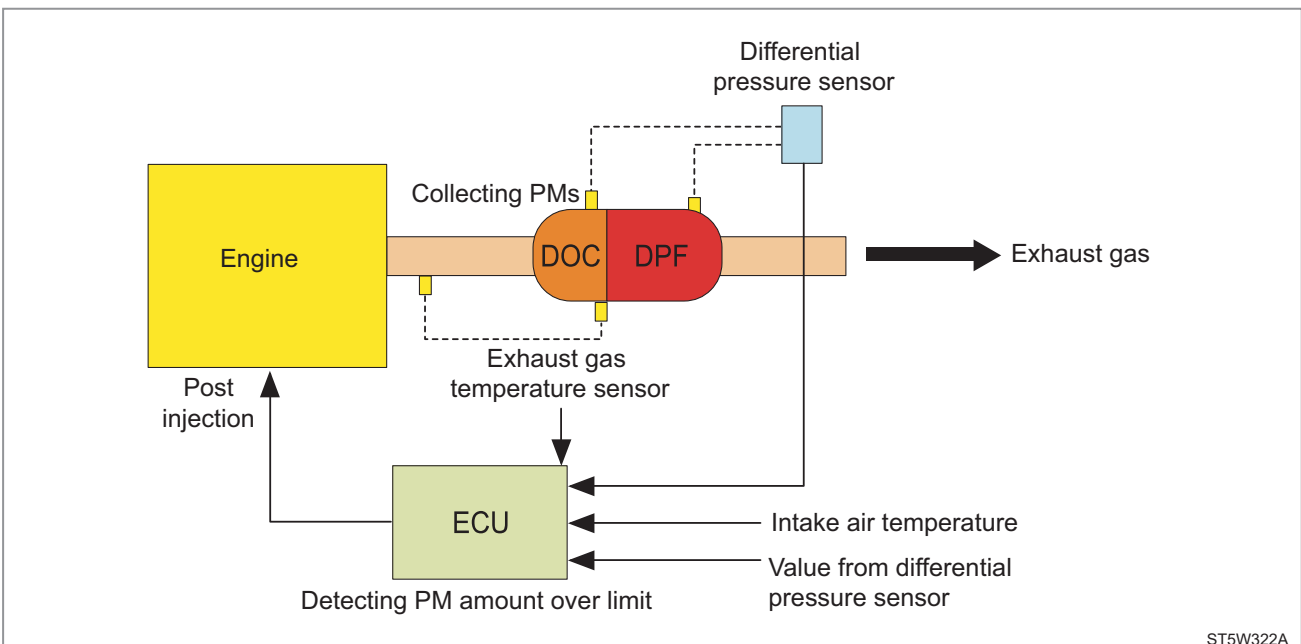 Differential
pressure sensor
Collecting PMs
Engine
DOC
DPF
Exhaust gas
Exhaust gas
temperature sensor
Post
injection
ECU
Intake air temperature
Value from differential
pressure sensor
Detecting PM amount over limit
ST5W322A